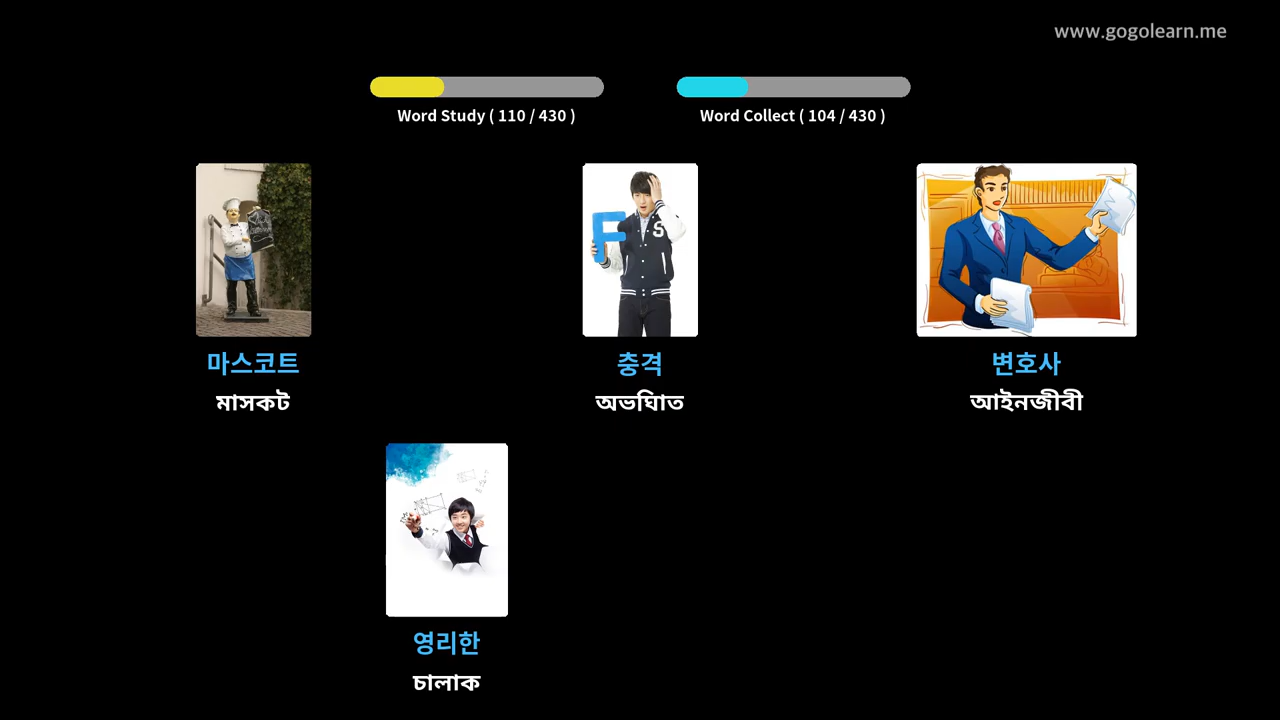 www.gogolearn.me
Word Study ( 110 / 430 )
Word Collect ( 104 / 430 )
마스코트
충격
변호사
মাসকট
অভঘািত
আইনজীবী
영리한
চালাক